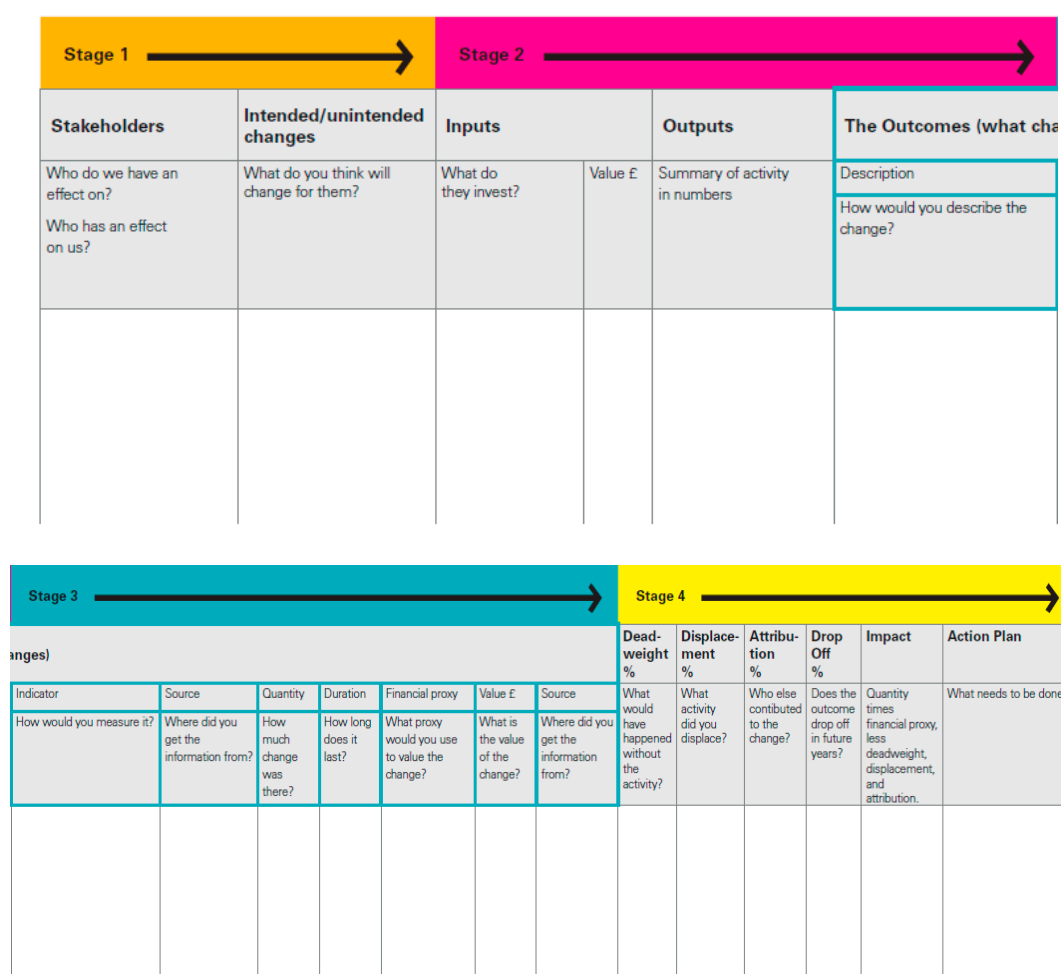 Stage 1
Stage 2
Stakeholders
Intended/unintended
changes
Inputs
Outputs
The Outcomes (what cha
Who do we have an
effect on?
Who has an effect
on us?
What do you think will
change for them?
What do
they invest?
Value £
Summary of activity
in numbers
Description
How would you describe the
change?
Stage 3
Stage 4
anges)
Dead-
weight
%
Displace-
ment
%
Attribu-
tion
%
Drop
Off
%
Impact
Action Plan
Indicator
Source
Quantity
Duration
Financial proxy
Value £
Source
How would you measure it?
Where did you
get the
information from?
How
much
change
was
there?
How long
does it
last?
What proxy
would you use
to value the
change?
What is
the value
of the
change?
Where did you
get the
information
from?
What
would
have
happened
without
the
activity?
What
activity
did you
displace?
Who else
contibuted
to the
change?
Does the
outcome
drop off
in future
years?
Quantity
times
financial proxy,
less
deadweight,
displacement,
and
attribution.
What needs to be done